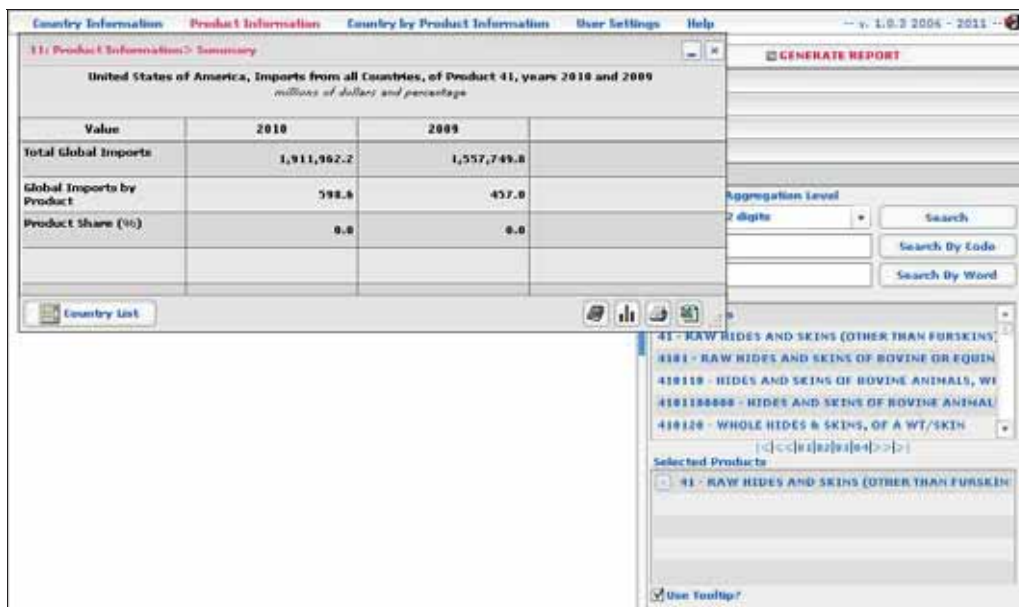 Country Information Product Information Country by Product Information User Settings Help -- v. 1.0.3 2006 - 2011 --
11: Product Information> Summary
GENERATE REPORT
United States of America, Imports from all Countries, of Product 41, years 2010 and 2009
millions of dollars and percentage
Value 2010 2009
Total Global Imports 1,911,962.2 1,557,749.8
Global Imports by Product 598.6 457.0
Product Share (%) 0.0 0.0
Country List
Aggregation Level
2 digits Search
Search By Code
Search By Word
41 - RAW HIDES AND SKINS (OTHER THAN FURSKINS)
4101 - RAW HIDES AND SKINS OF BOVINE OR EQUIN
410110 - HIDES AND SKINS OF BOVINE ANIMALS, WH
4101100000 - HIDES AND SKINS OF BOVINE ANIMAL
410120 - WHOLE HIDES & SKINS, OF A WT/SKIN
|<|<<|01|02|03|04|>>|>|
Selected Products
- 41 - RAW HIDES AND SKINS (OTHER THAN FURSKIN
Use Tooltip?